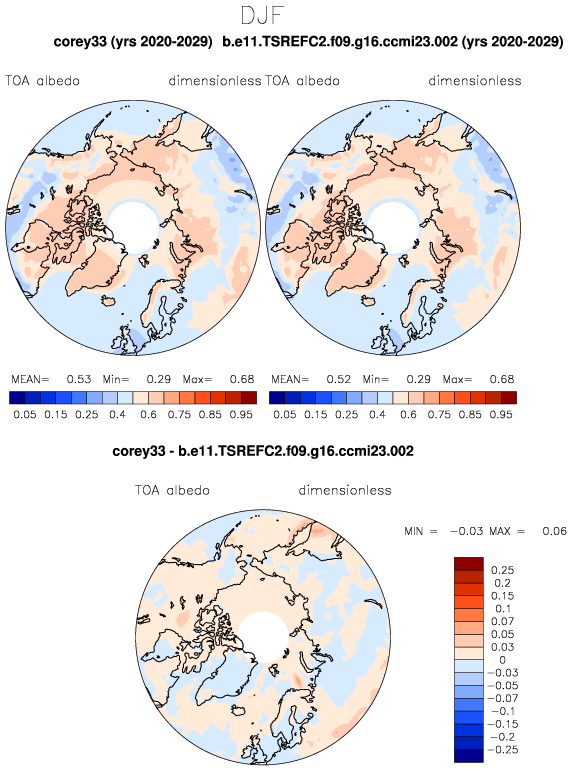 DJF
corey33 (yrs 2020-2029) b.e11.TSREFC2.f09.g16.ccmi23.002 (yrs 2020-2029)
TOA albedo dimensionless TOA albedo dimensionless
MEAN= 0.53 Min= 0.29 Max= 0.68 MEAN= 0.52 Min= 0.29 Max= 0.68
0.05 0.15 0.25 0.4 0.6 0.75 0.85 0.95 0.05 0.15 0.25 0.4 0.6 0.75 0.85 0.95
corey33 - b.e11.TSREFC2.f09.g16.ccmi23.002
TOA albedo dimensionless
MIN = -0.03 MAX = 0.06
0.25
0.2
0.15
0.1
0.07
0.05
0.03
0
-0.03
-0.05
-0.07
-0.1
-0.15
-0.2
-0.25